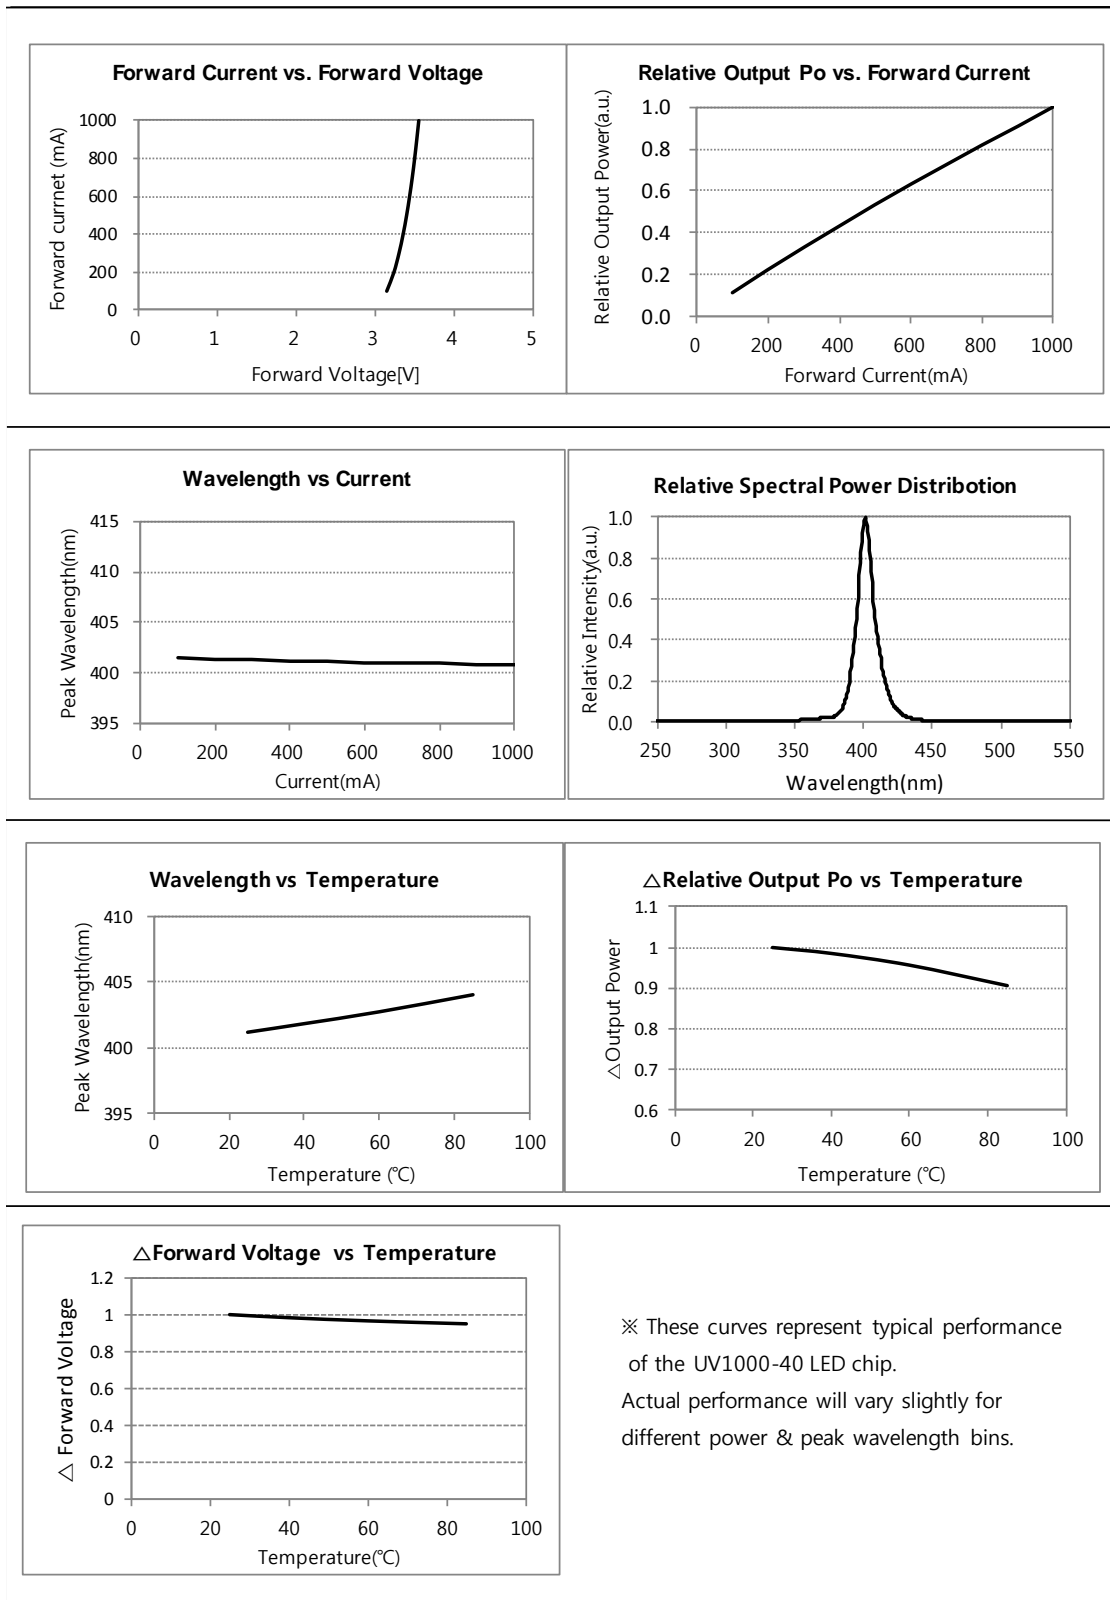 Forward Current vs. Forward Voltage
Forward currnet (mA)
1000
800
600
400
200
0
0 1 2 3 4 5
Forward Voltage[V]
Relative Output Po vs. Forward Current
Relative Output Power(a.u.)
1.0
0.8
0.6
0.4
0.2
0.0
0 200 400 600 800 1000
Forward Current(mA)
Wavelength vs Current
Peak Wavelength(nm)
415
410
405
400
395
0 200 400 600 800 1000
Current(mA)
Relative Spectral Power Distribotion
Relative Intensity(a.u.)
1.0
0.8
0.6
0.4
0.2
0.0
250 300 350 400 450 500 550
Wavelength(nm)
Wavelength vs Temperature
Peak Wavelength(nm)
410
405
400
395
0 20 40 60 80 100
Temperature (℃)
△Relative Output Po vs Temperature
△Output Power
1.1
1
0.9
0.8
0.7
0.6
0 20 40 60 80 100
Temperature (℃)
△Forward Voltage vs Temperature
△ Forward Voltage
1.2
1
0.8
0.6
0.4
0.2
0
0 20 40 60 80 100
Temperature(℃)
※ These curves represent typical performance
of the UV1000-40 LED chip.
Actual performance will vary slightly for
different power & peak wavelength bins.